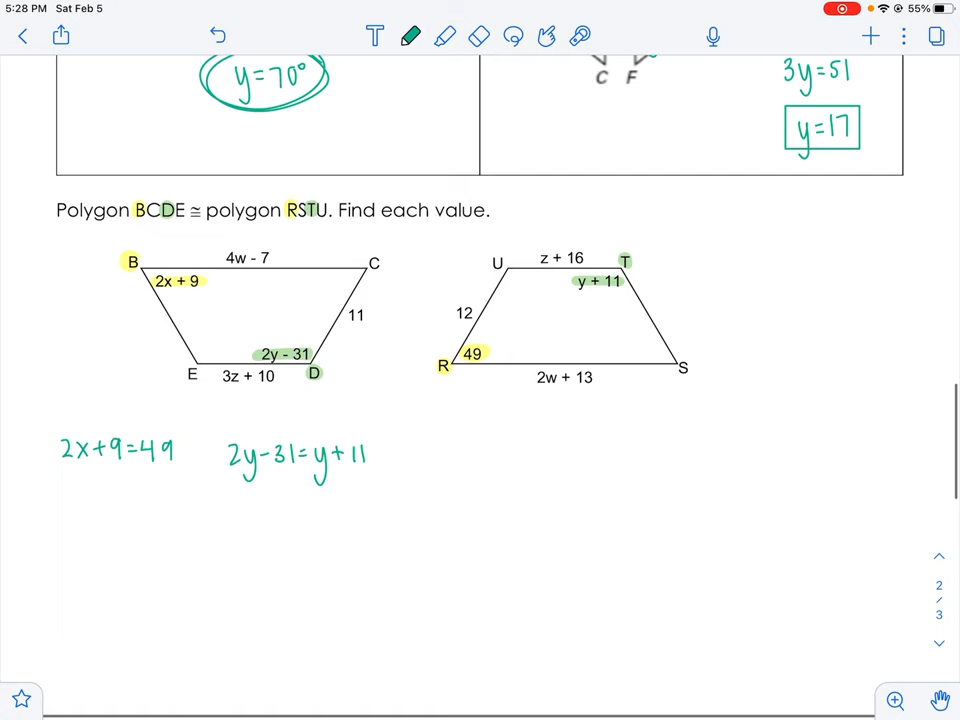 5:28 PM Sat Feb 5
55%
y=70°
C F
3y=51
y=17
Polygon BCDE ≅ polygon RSTU. Find each value.
B 4w - 7 C
2x + 9
11
2y - 31
E 3z + 10 D
U z + 16 T
y + 11
12
49
R S
2w + 13
2x+9=49 2y-31=y+11
2
/
3